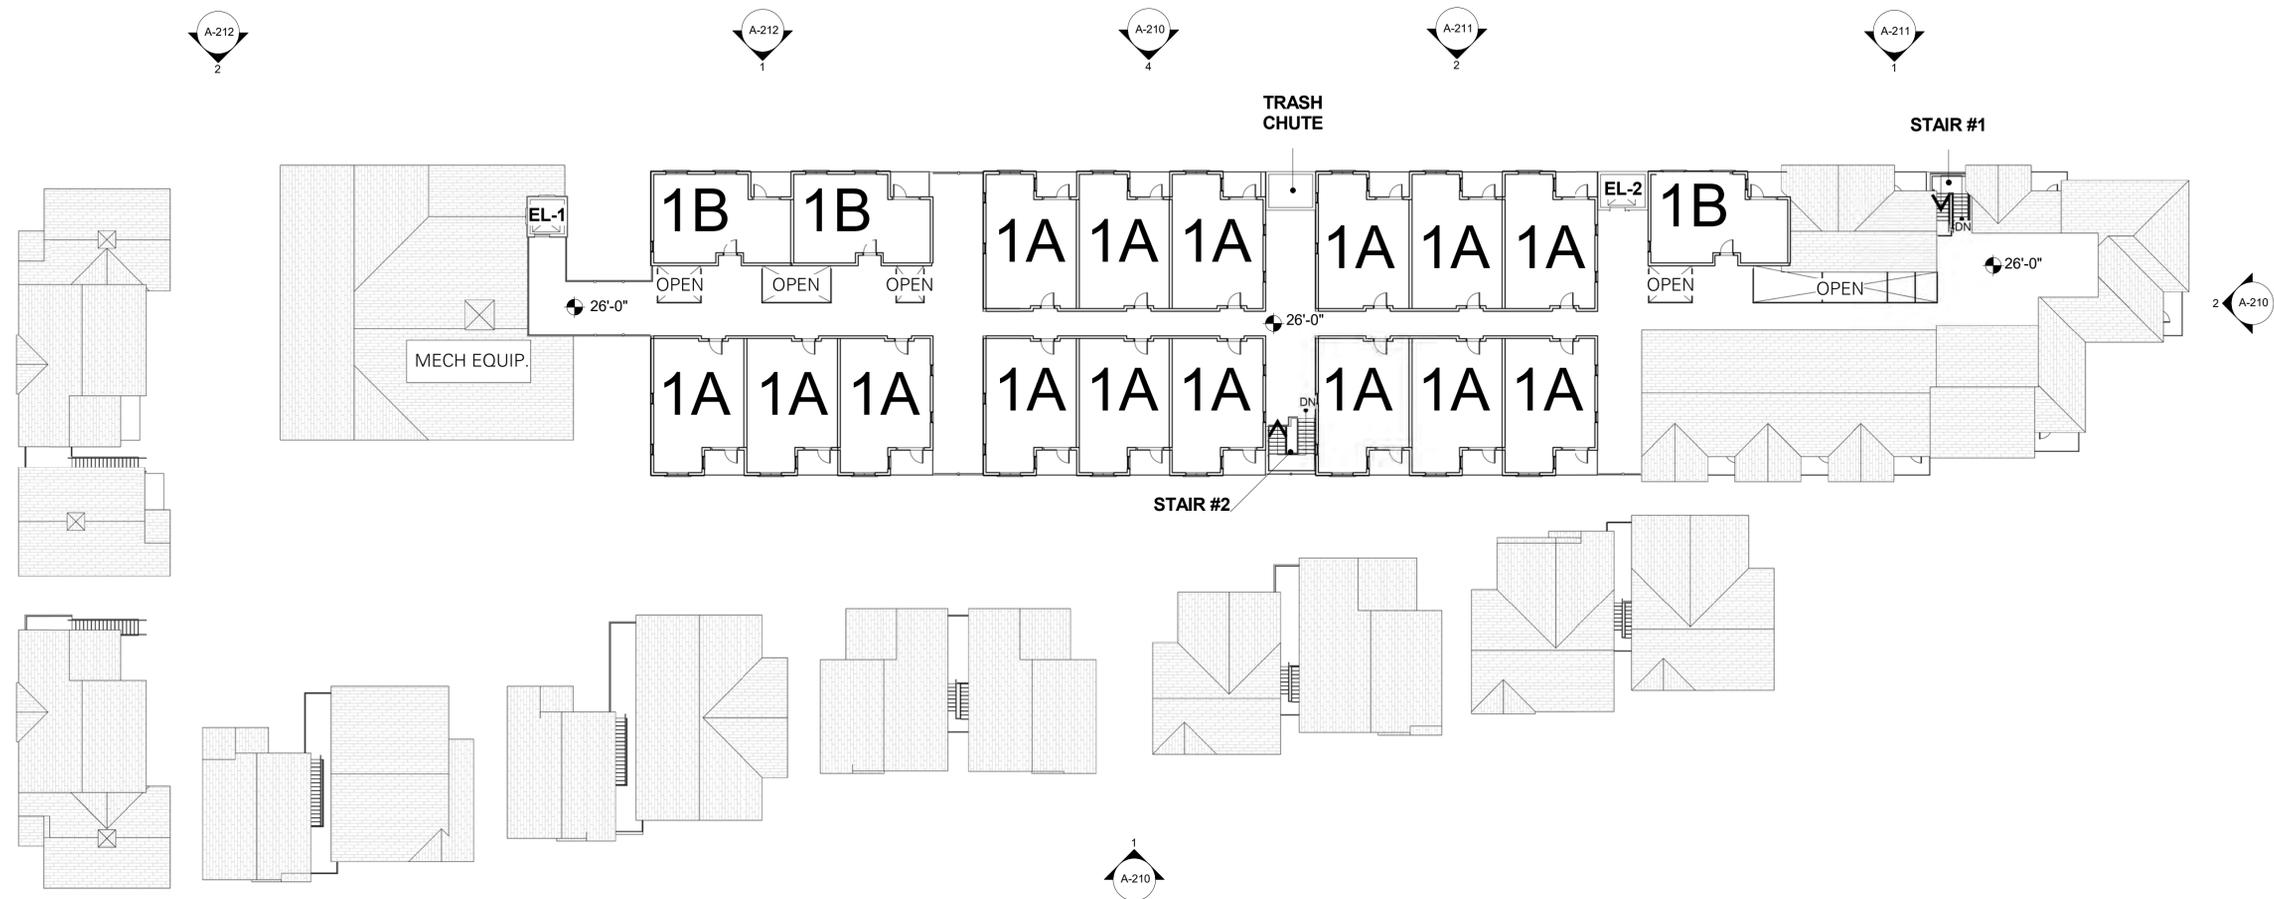 A-212
2
A-212
1
A-210
4
A-211
2
A-211
1
TRASH
CHUTE
STAIR #1
EL-1
1B
1B
1A
1A
1A
1A
1A
1A
EL-2
1B
DN
OPEN
OPEN
OPEN
OPEN
OPEN
26'-0"
26'-0"
26'-0"
2
A-210
MECH EQUIP.
1A
1A
1A
1A
1A
1A
1A
1A
1A
DN
STAIR #2
1
A-210